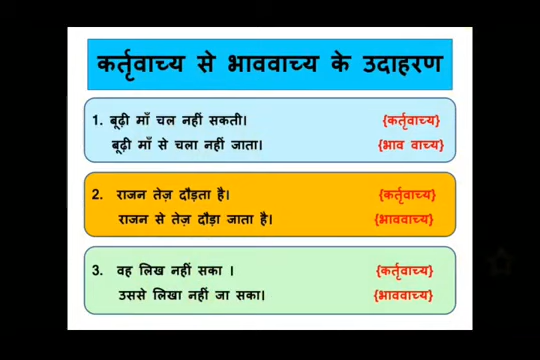 कर्तृवाच्य से भाववाच्य के उदाहरण
1. बूढ़ी माँ चल नहीं सकती। {कर्तृवाच्य}
बूढ़ी माँ से चला नहीं जाता। {भाव वाच्य}
2. राजन तेज़ दौड़ता है। {कर्तृवाच्य}
राजन से तेज़ दौड़ा जाता है। {भाववाच्य}
3. वह लिख नहीं सका । {कर्तृवाच्य}
उससे लिखा नहीं जा सका। {भाववाच्य}